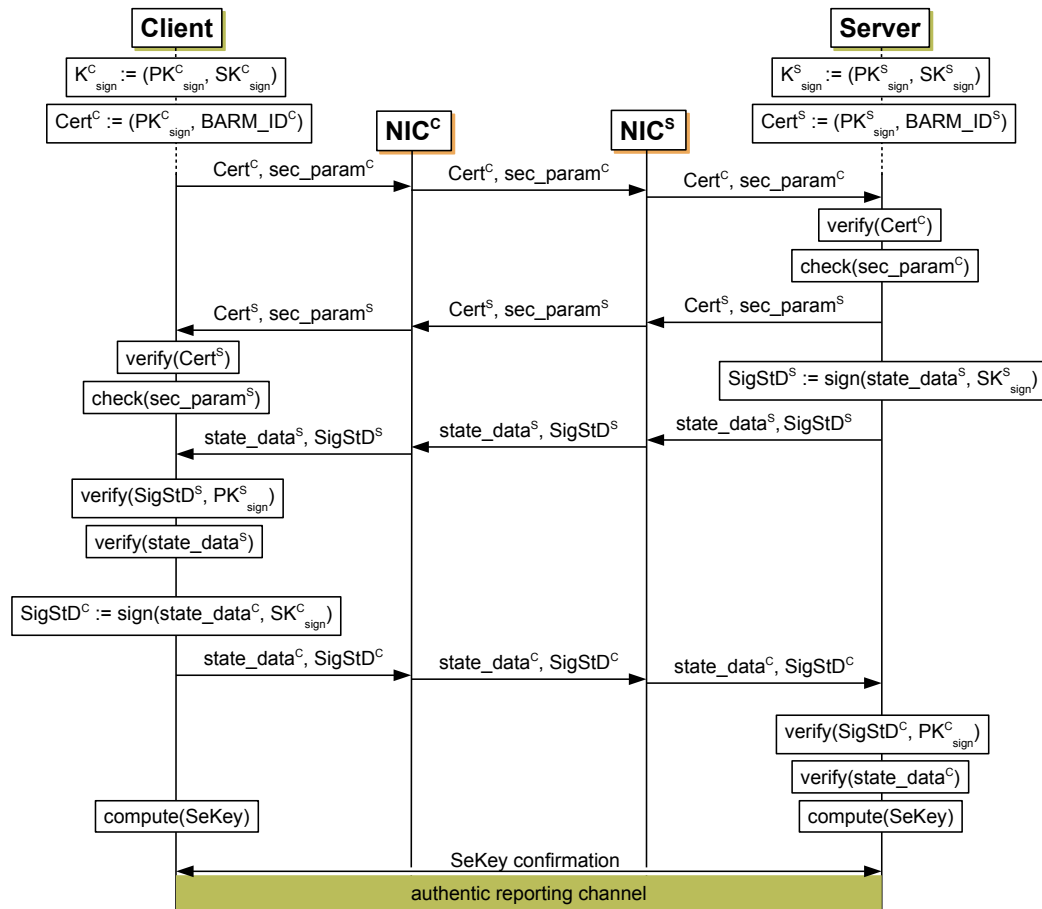 Client
Server
K^C_sign := (PK^C_sign, SK^C_sign)
K^S_sign := (PK^S_sign, SK^S_sign)
Cert^C := (PK^C_sign, BARM_ID^C)
NIC^C
NIC^S
Cert^S := (PK^S_sign, BARM_ID^S)
Cert^C, sec_param^C
Cert^C, sec_param^C
Cert^C, sec_param^C
verify(Cert^C)
check(sec_param^C)
Cert^S, sec_param^S
Cert^S, sec_param^S
Cert^S, sec_param^S
verify(Cert^S)
SigStD^S := sign(state_data^S, SK^S_sign)
check(sec_param^S)
state_data^S, SigStD^S
state_data^S, SigStD^S
state_data^S, SigStD^S
verify(SigStD^S, PK^S_sign)
verify(state_data^S)
SigStD^C := sign(state_data^C, SK^C_sign)
state_data^C, SigStD^C
state_data^C, SigStD^C
state_data^C, SigStD^C
verify(SigStD^C, PK^C_sign)
verify(state_data^C)
compute(SeKey)
compute(SeKey)
SeKey confirmation
authentic reporting channel